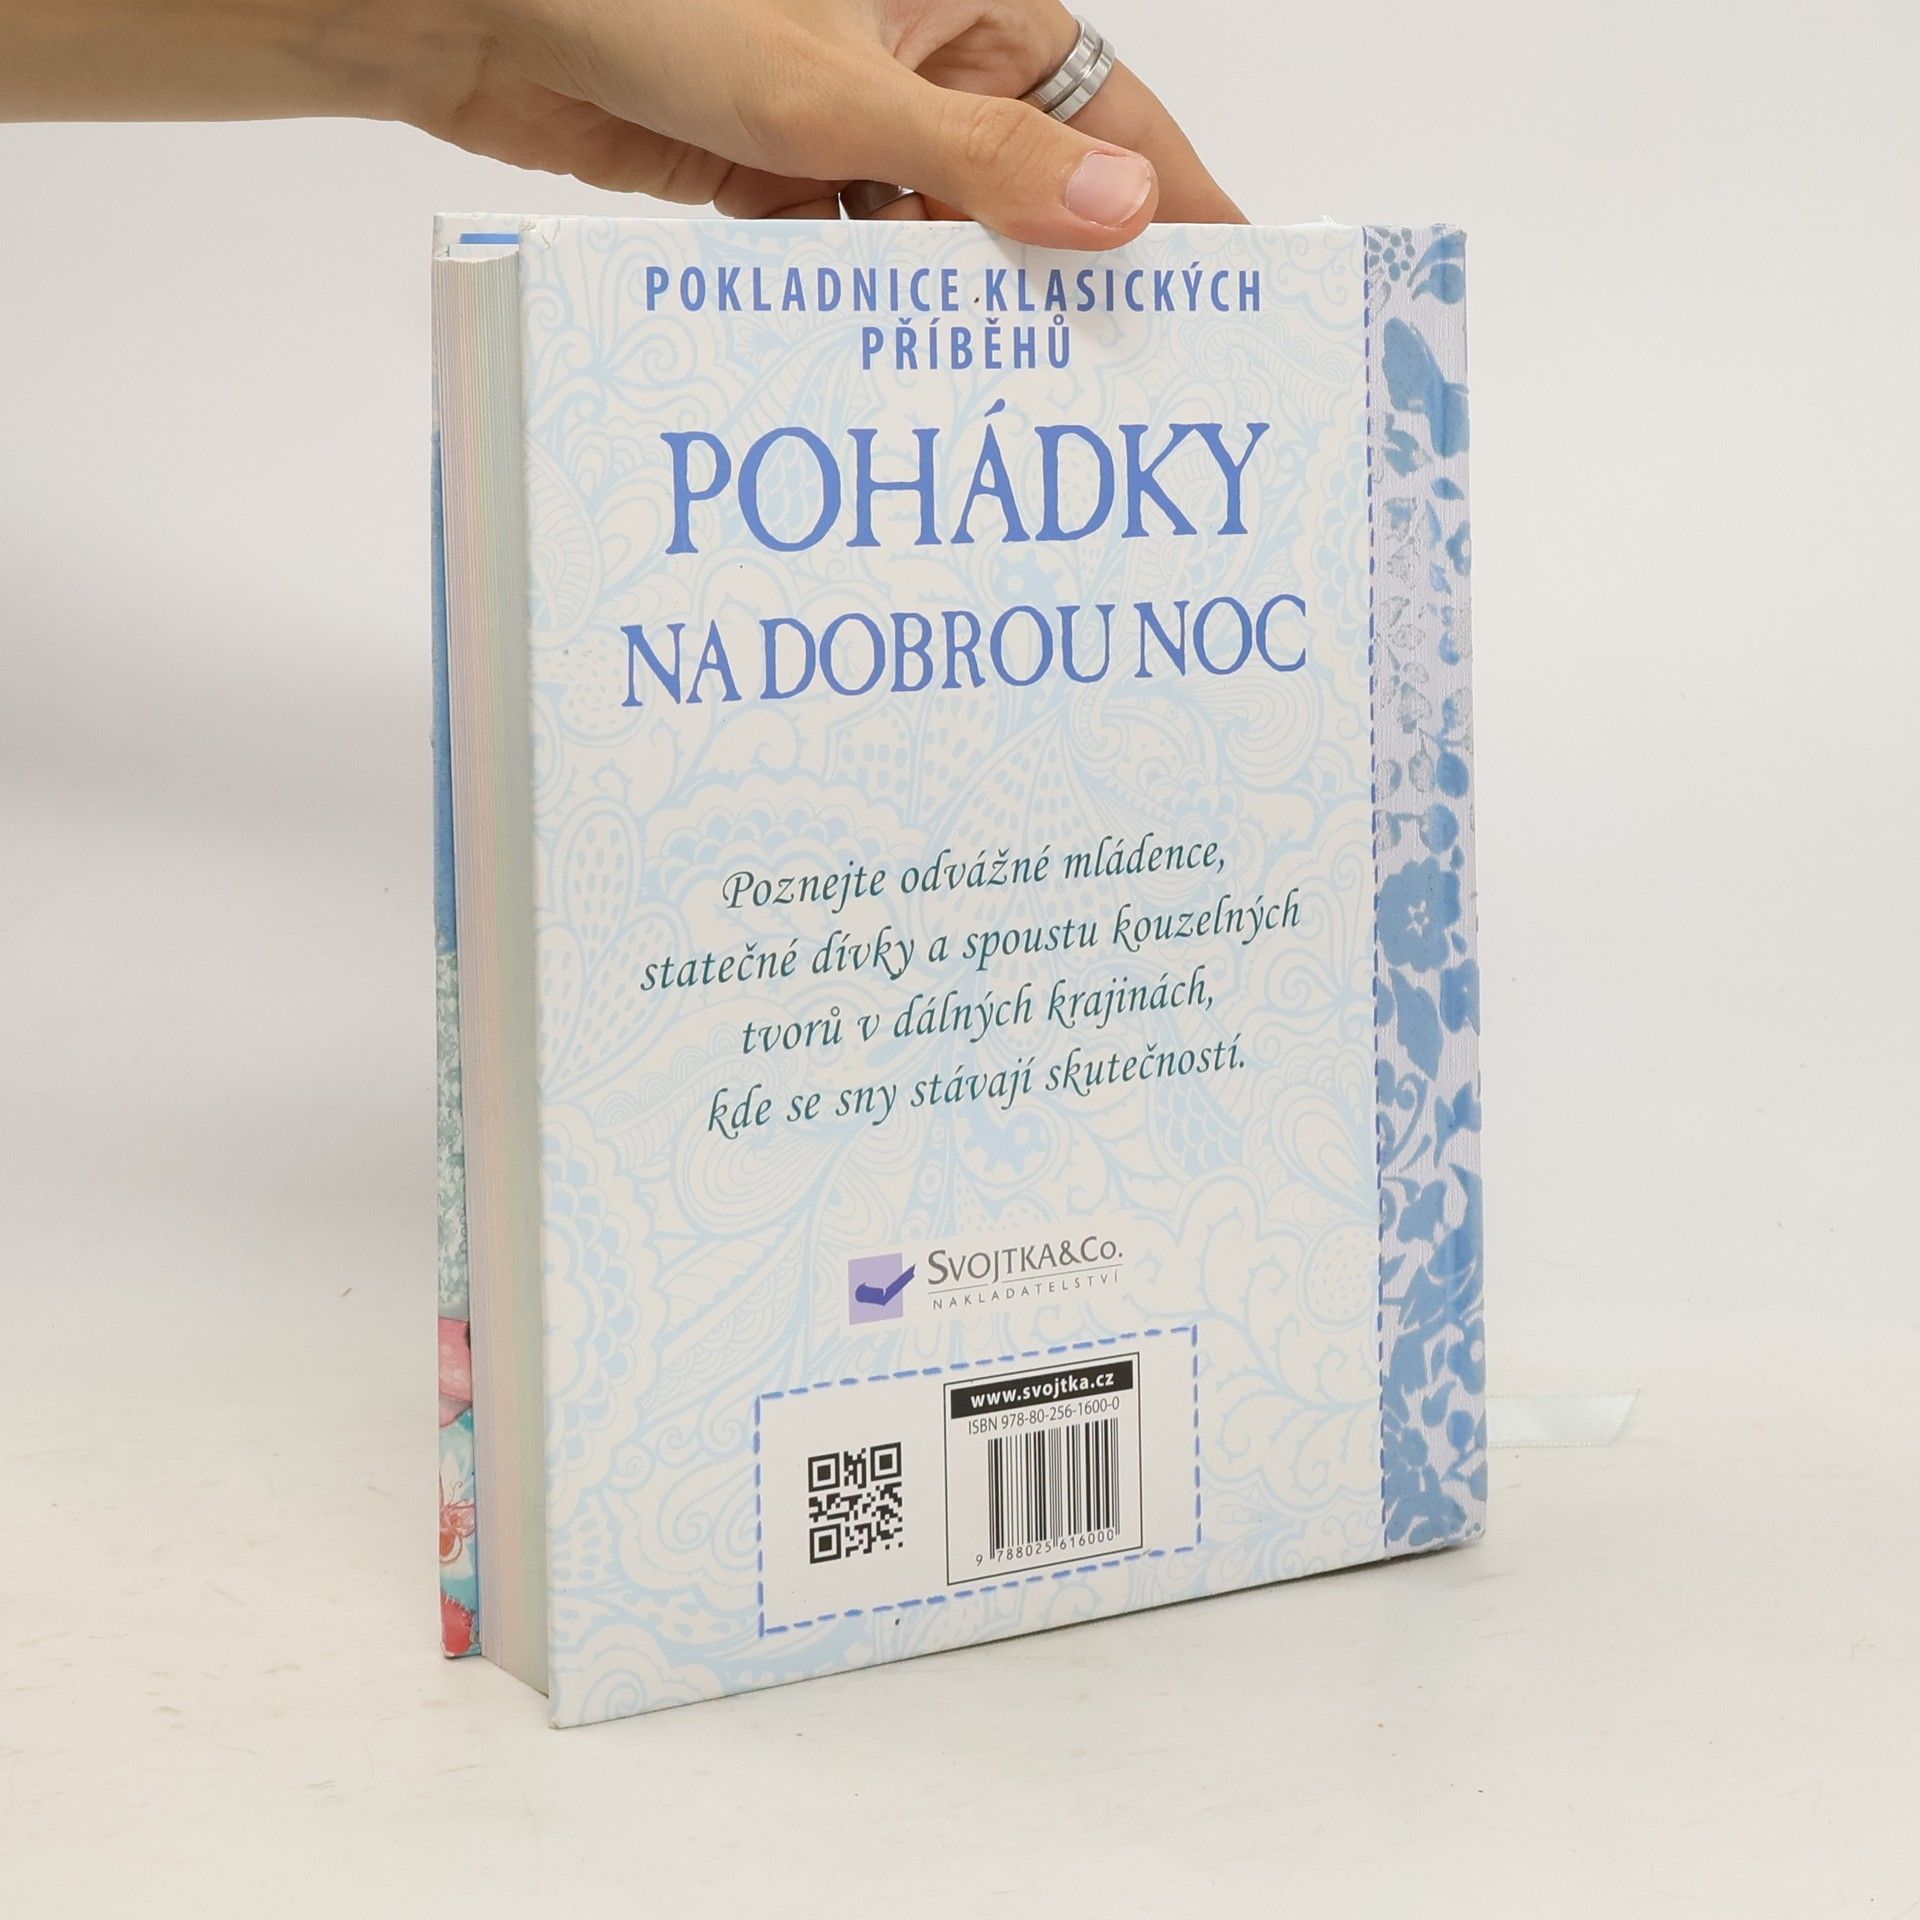 POKLADNICE KLASICKÝCH
PŘÍBĚHŮ
POHÁDKY
NA DOBROU NOC
Poznejte odvážné mládence,
statečné dívky a spoustu kouzelných
tvorů v dálných krajinách,
kde se sny stávají skutečností.
SVOJTKA&CO.
NAKLADATELSTVÍ
www.svojtka.cz
ISBN 978-80-256-1600-0
9 788025 616000